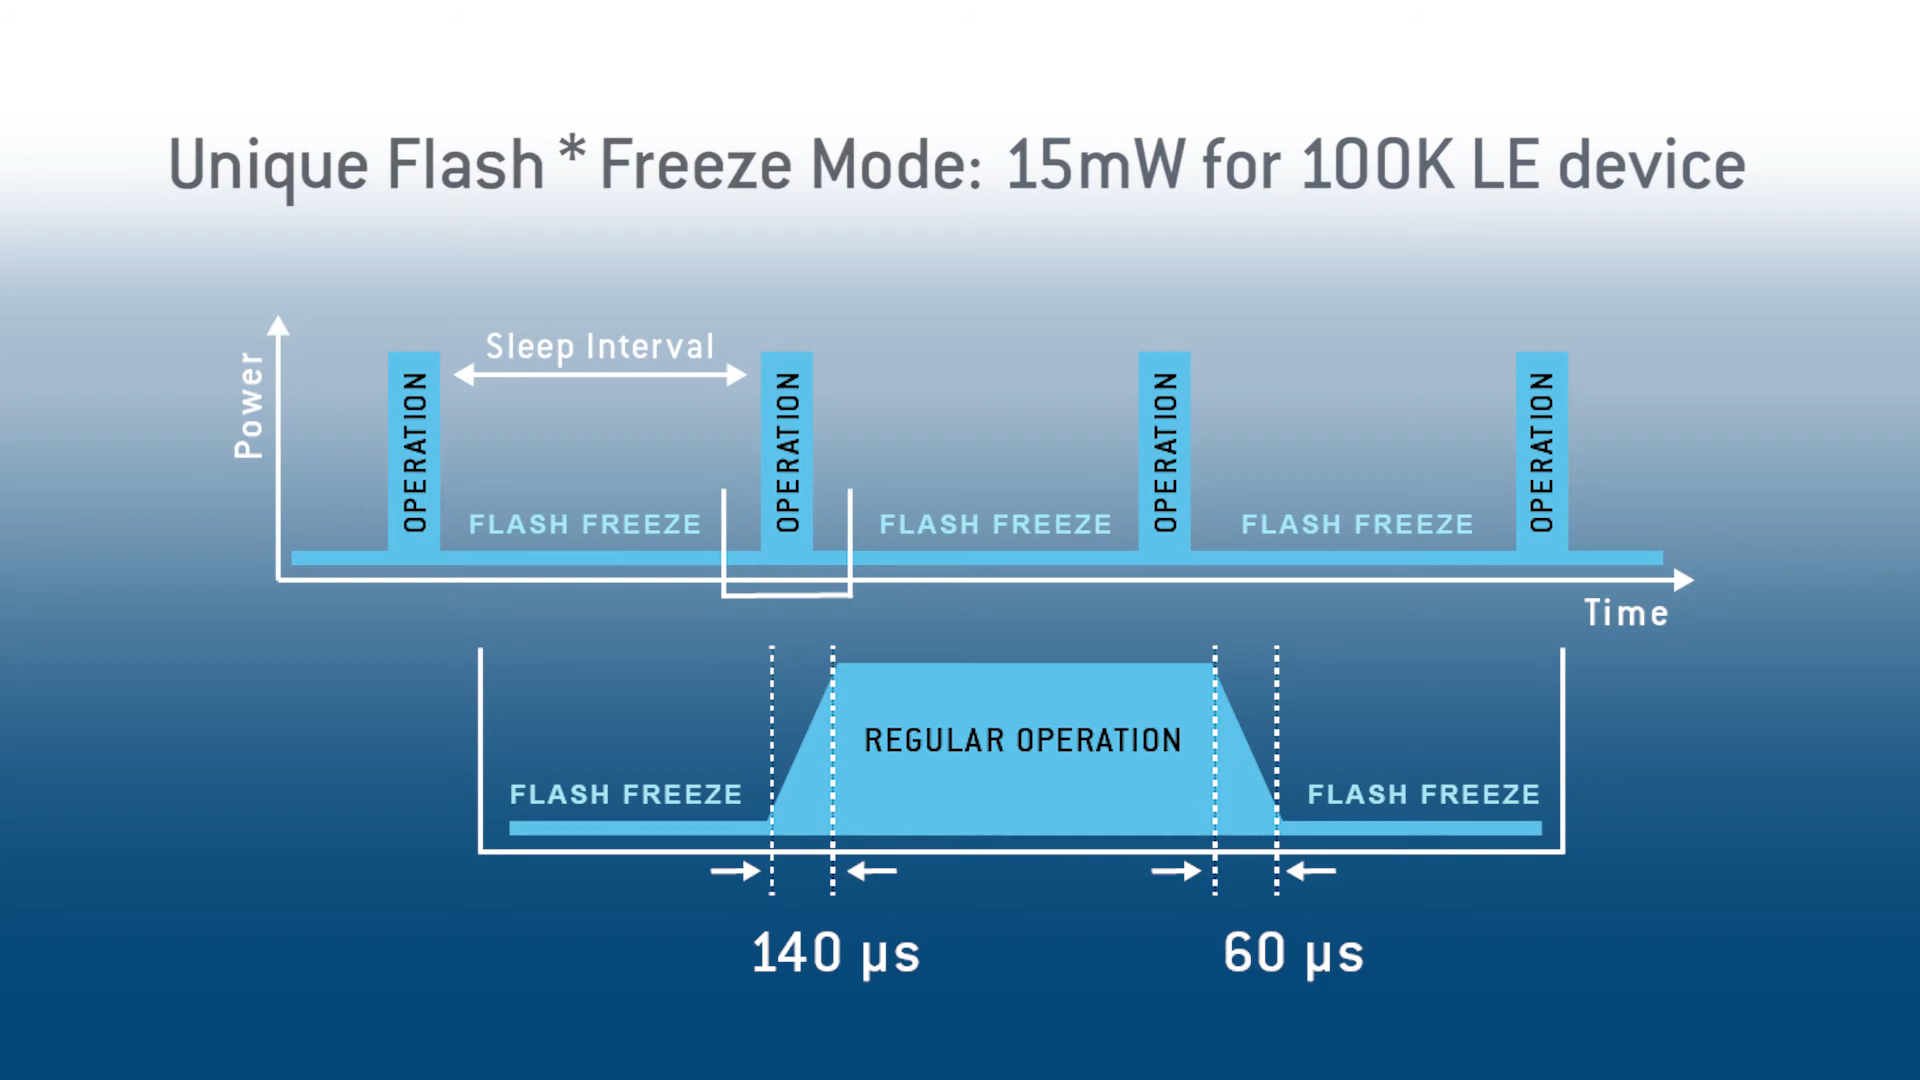 Unique Flash*Freeze Mode: 15mW for 100K LE device
Power
Sleep Interval
OPERATION
OPERATION
OPERATION
OPERATION
FLASH FREEZE
FLASH FREEZE
FLASH FREEZE
Time
REGULAR OPERATION
FLASH FREEZE
FLASH FREEZE
140 µs
60 µs